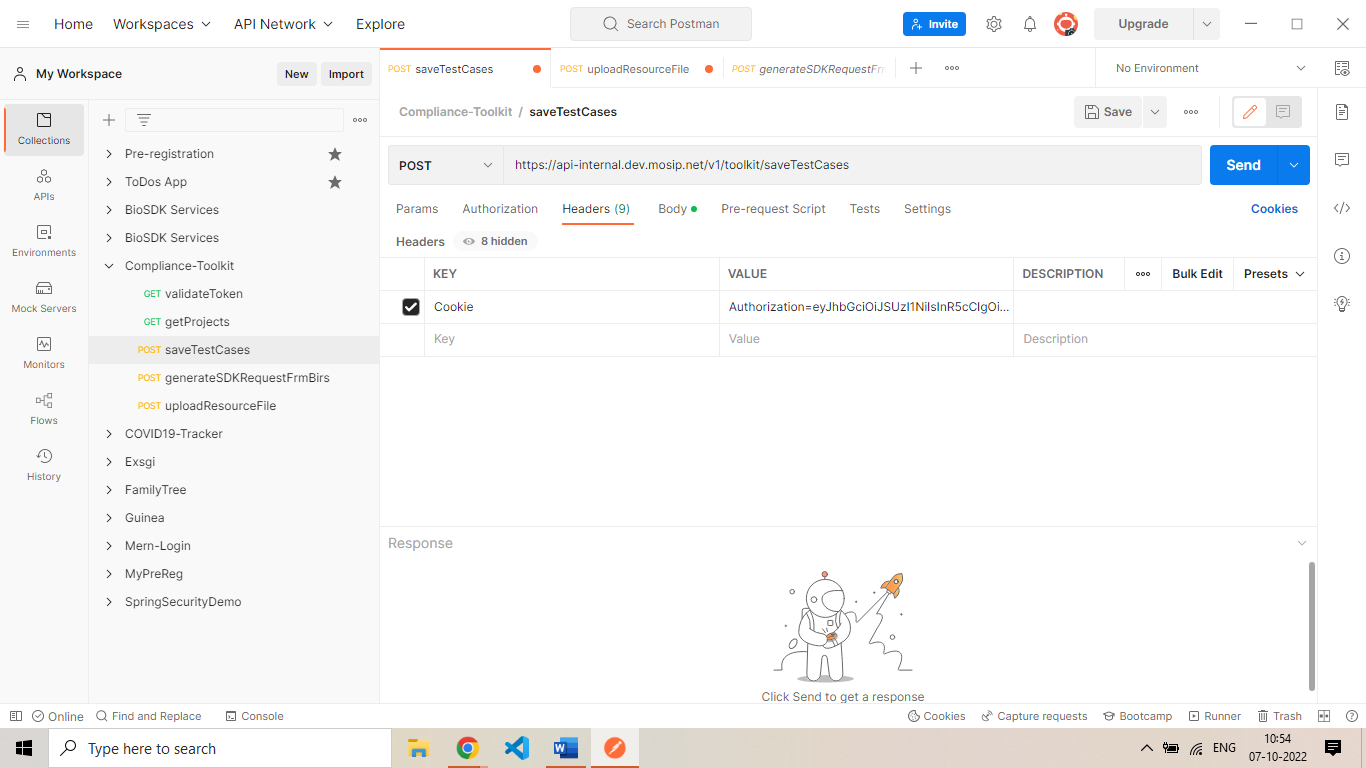 Home Workspaces API Network Explore Search Postman Invite Upgrade
My Workspace New Import
POST saveTestCases POST uploadResourceFile POST generateSDKRequestFr No Environment
Collections
APIs
Environments
Mock Servers
Monitors
Flows
History
Pre-registration
ToDos App
BioSDK Services
BioSDK Services
Compliance-Toolkit
GET validateToken
GET getProjects
POST saveTestCases
POST generateSDKRequestFrmBirs
POST uploadResourceFile
COVID19-Tracker
Exsgi
FamilyTree
Guinea
Mern-Login
MyPreReg
SpringSecurityDemo
Compliance-Toolkit / saveTestCases Save
POST https://api-internal.dev.mosip.net/v1/toolkit/saveTestCases Send
Params Authorization Headers (9) Body Pre-request Script Tests Settings Cookies
Headers 8 hidden
KEY VALUE DESCRIPTION Bulk Edit Presets
Cookie Authorization=eyJhbGciOiJSUzI1NiIsInR5cCIgOi...
Key Value Description
Response
Click Send to get a response
Online Find and Replace Console Cookies Capture requests Bootcamp Runner Trash
Type here to search ENG 10:54
07-10-2022